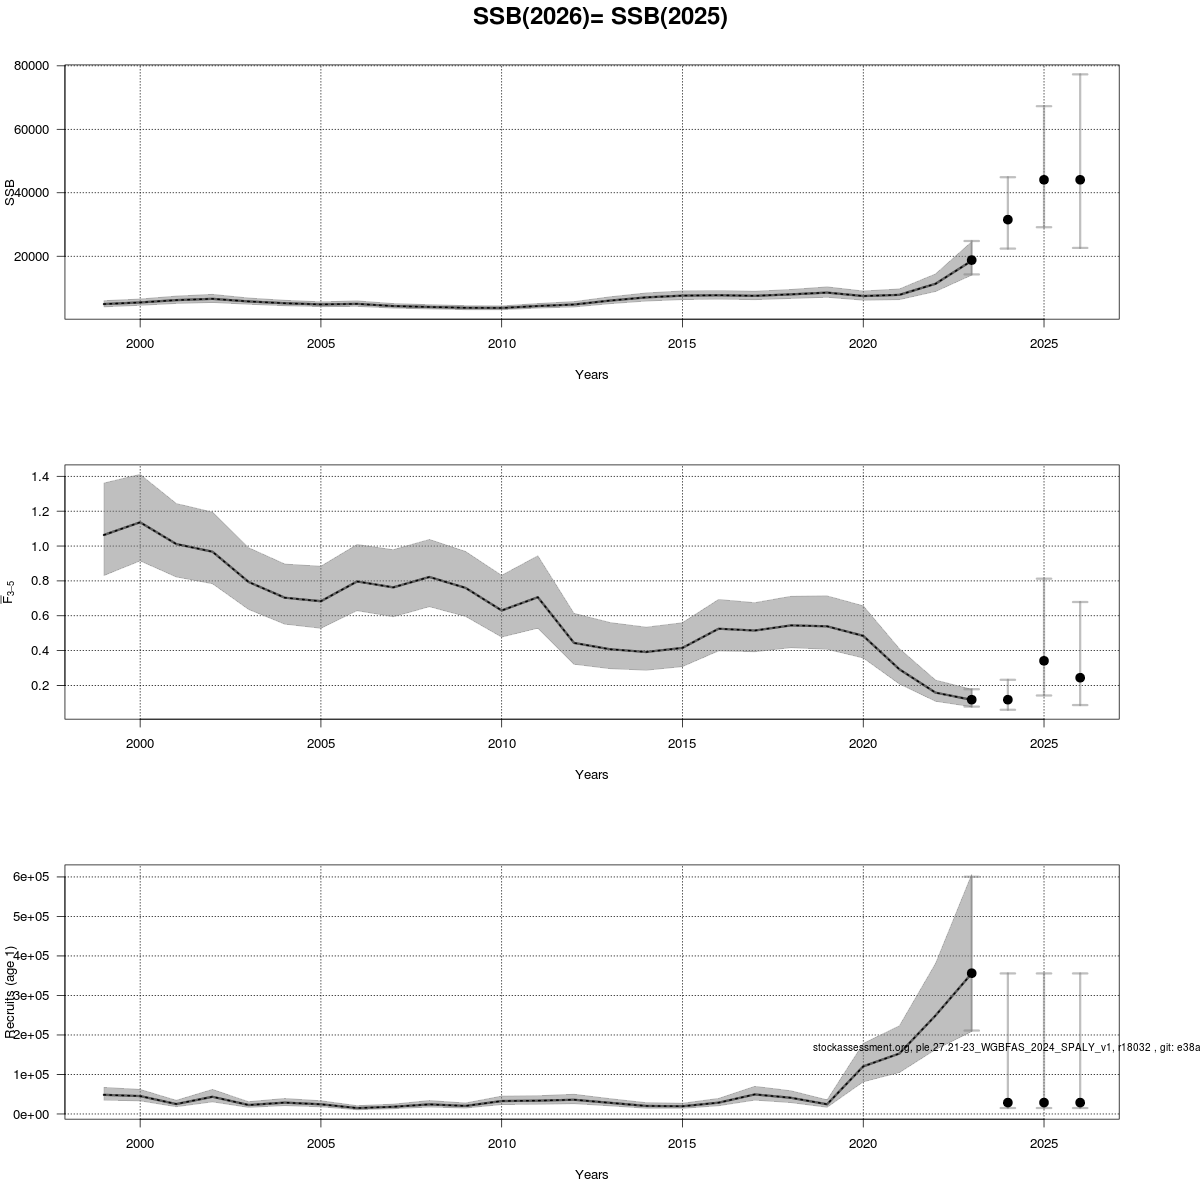 SSB(2026)= SSB(2025)
80000
60000
40000
20000
SSB
2000 2005 2010 2015 2020 2025
Years
1.4
1.2
1.0
0.8
0.6
0.4
0.2
F̅3−5
2000 2005 2010 2015 2020 2025
Years
6e+05
5e+05
4e+05
3e+05
2e+05
1e+05
0e+00
Recruits (age 1)
stockassessment.org, ple.27.21-23_WGBFAS_2024_SPALY_v1, r18032 , git: e38a
2000 2005 2010 2015 2020 2025
Years